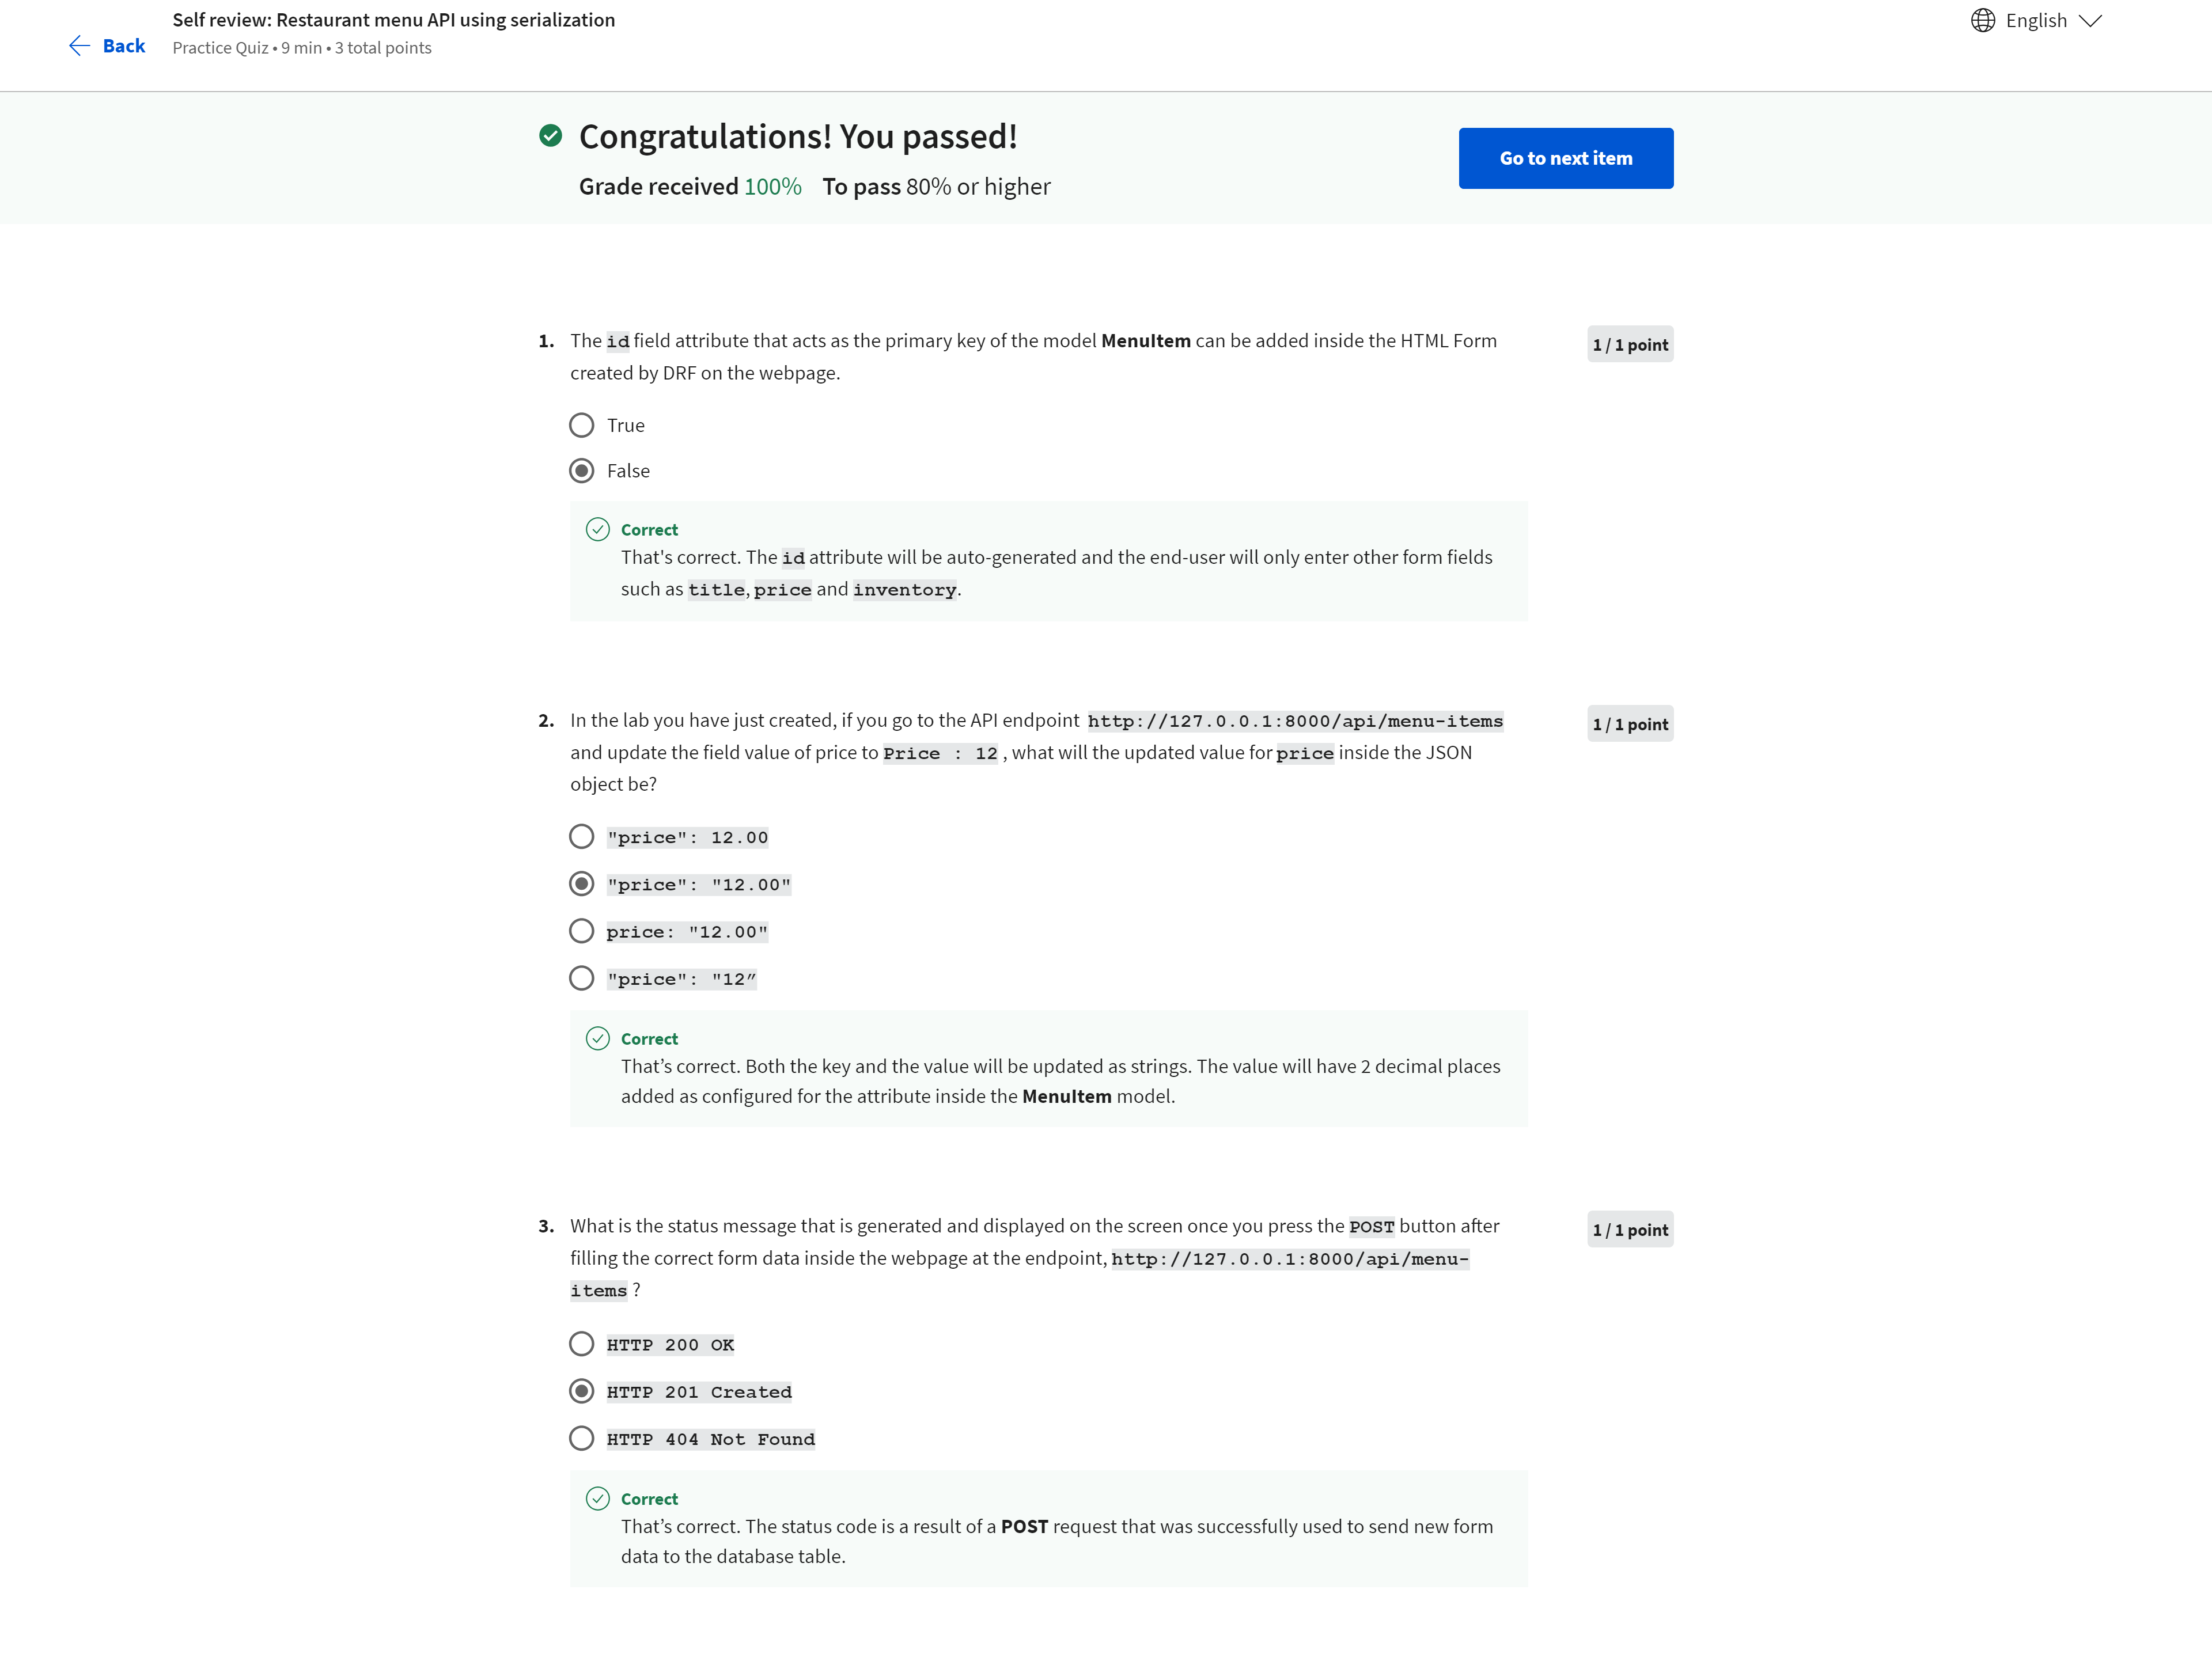 Self review: Restaurant menu API using serialization
Back
Practice Quiz • 9 min • 3 total points
English
Congratulations! You passed!
Grade received 100% To pass 80% or higher
Go to next item
1. The id field attribute that acts as the primary key of the model MenuItem can be added inside the HTML Form
created by DRF on the webpage.
1 / 1 point
True
False
Correct
That's correct. The id attribute will be auto-generated and the end-user will only enter other form fields
such as title, price and inventory.
2. In the lab you have just created, if you go to the API endpoint http://127.0.0.1:8000/api/menu-items
and update the field value of price to Price : 12 , what will the updated value for price inside the JSON
object be?
1 / 1 point
"price": 12.00
"price": "12.00"
price: "12.00"
"price": "12”
Correct
That’s correct. Both the key and the value will be updated as strings. The value will have 2 decimal places
added as configured for the attribute inside the MenuItem model.
3. What is the status message that is generated and displayed on the screen once you press the POST button after
filling the correct form data inside the webpage at the endpoint, http://127.0.0.1:8000/api/menu-
items ?
1 / 1 point
HTTP 200 OK
HTTP 201 Created
HTTP 404 Not Found
Correct
That’s correct. The status code is a result of a POST request that was successfully used to send new form
data to the database table.